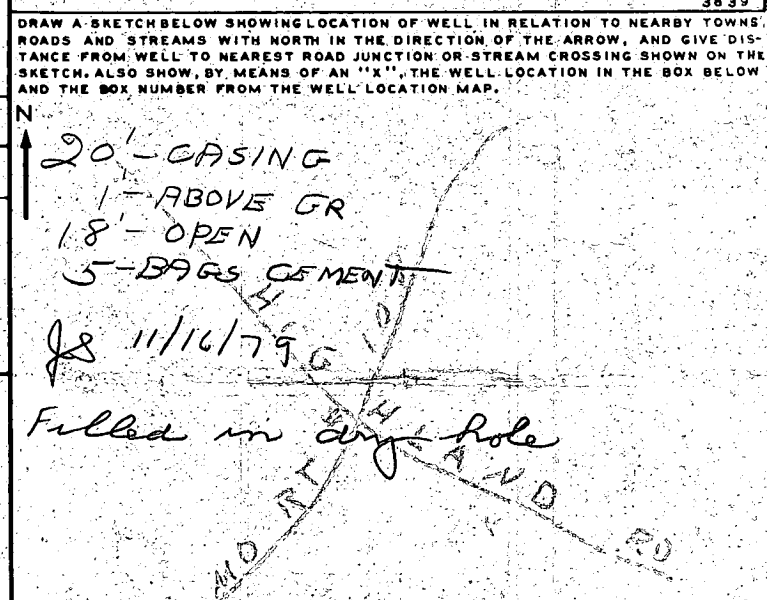 3839
DRAW A SKETCH BELOW SHOWING LOCATION OF WELL IN RELATION TO NEARBY TOWNS,
ROADS AND STREAMS WITH NORTH IN THE DIRECTION OF THE ARROW, AND GIVE DIS-
TANCE FROM WELL TO NEAREST ROAD JUNCTION OR STREAM CROSSING SHOWN ON THE
SKETCH. ALSO SHOW, BY MEANS OF AN "X", THE WELL LOCATION IN THE BOX BELOW
AND THE BOX NUMBER FROM THE WELL LOCATION MAP.
N
20' - CASING
1' - ABOVE GR
18' - OPEN
5 - BAGS CEMENT
JS 11/16/79
Filled in dry hole
HIGHLAND RD
MORT